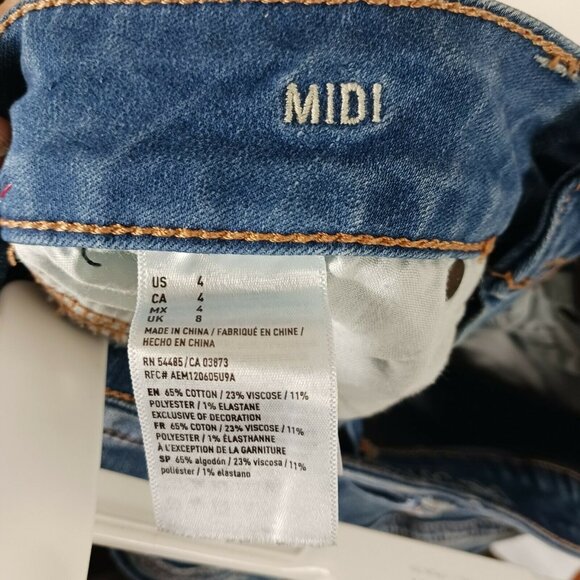 MIDI
US 4
CA 4
MX 4
UK 8
MADE IN CHINA / FABRIQUÉ EN CHINE /
HECHO EN CHINA
RN 54485/CA 03873
RFC# AEM120605U9A
EN 65% COTTON / 23% VISCOSE / 11%
POLYESTER / 1% ELASTANE
EXCLUSIVE OF DECORATION
FR 65% COTON / 23% VISCOSE / 11%
POLYESTER / 1% ÉLASTHANNE
À L'EXCEPTION DE LA GARNITURE
SP 65% algodón / 23% viscosa / 11%
poliéster / 1% elastano